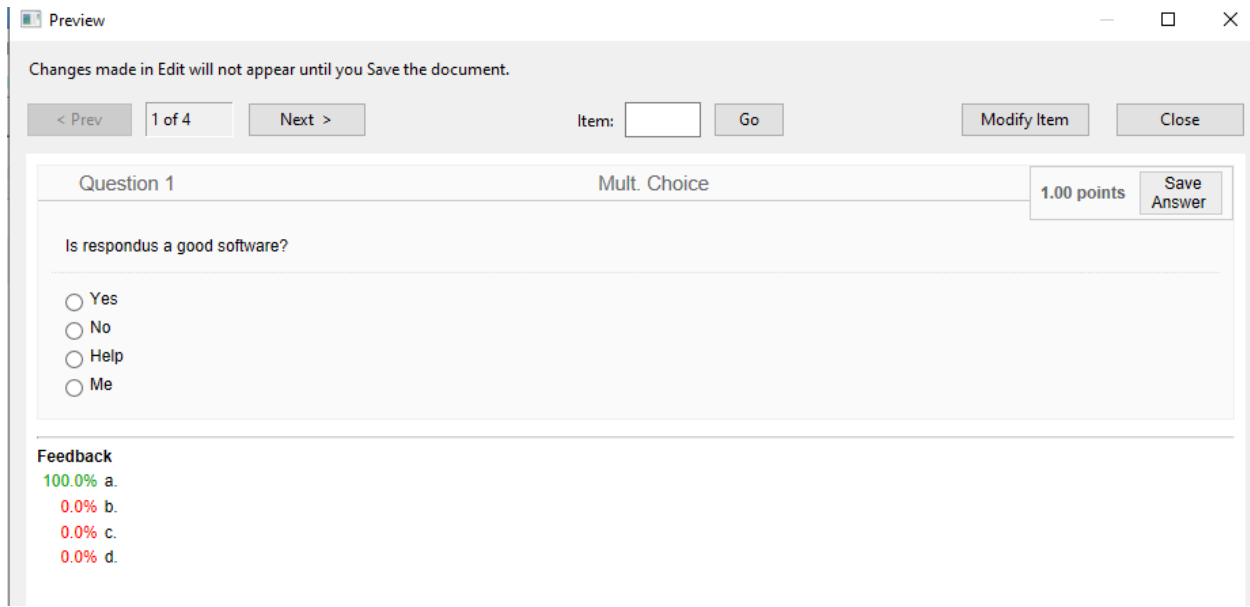 Preview
Changes made in Edit will not appear until you Save the document.
< Prev 1 of 4 Next > Item: Go Modify Item Close
Question 1 Mult. Choice 1.00 points Save
Answer
Is respondus a good software?
Yes
No
Help
Me
Feedback
100.0% a.
0.0% b.
0.0% c.
0.0% d.